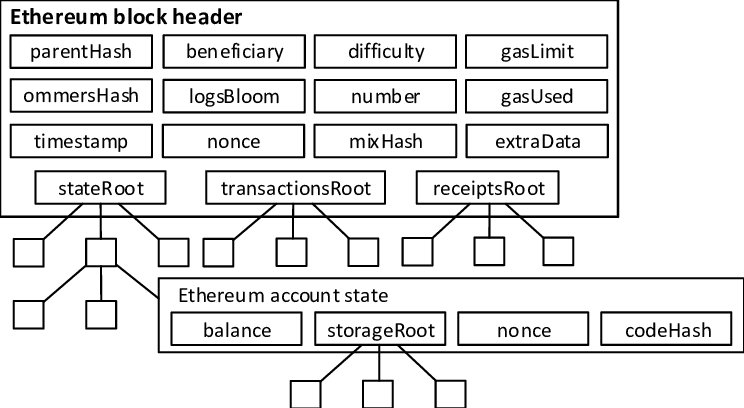 Ethereum block header
parentHash beneficiary difficulty gasLimit
ommersHash logsBloom number gasUsed
timestamp nonce mixHash extraData
stateRoot transactionsRoot receiptsRoot
Ethereum account state
balance storageRoot nonce codeHash